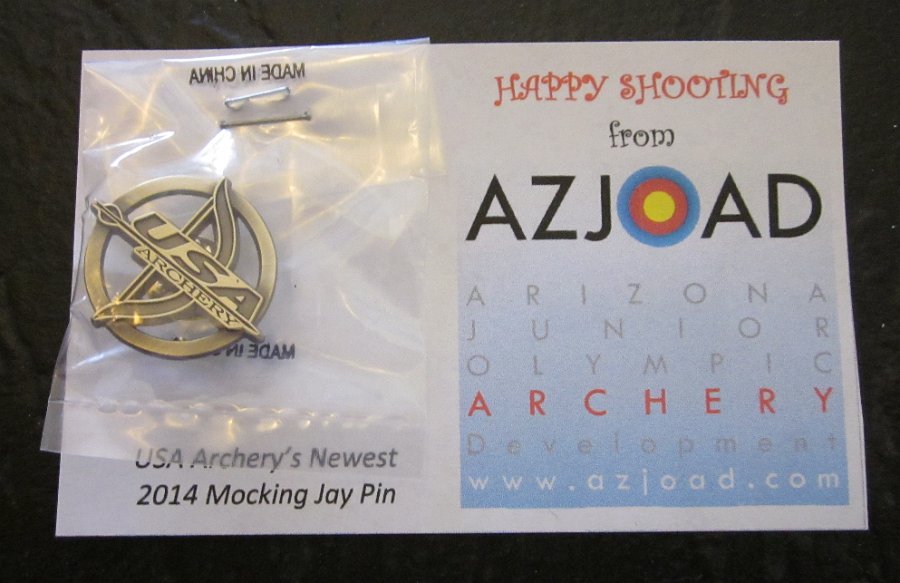 MADE IN CHINA
USA
ARCHERY
MADE IN
USA Archery's Newest
2014 Mocking Jay Pin
HAPPY SHOOTING
from
AZJOAD
ARIZONA
JUNIOR
OLYMPIC
ARCHERY
Development
www.azjoad.com